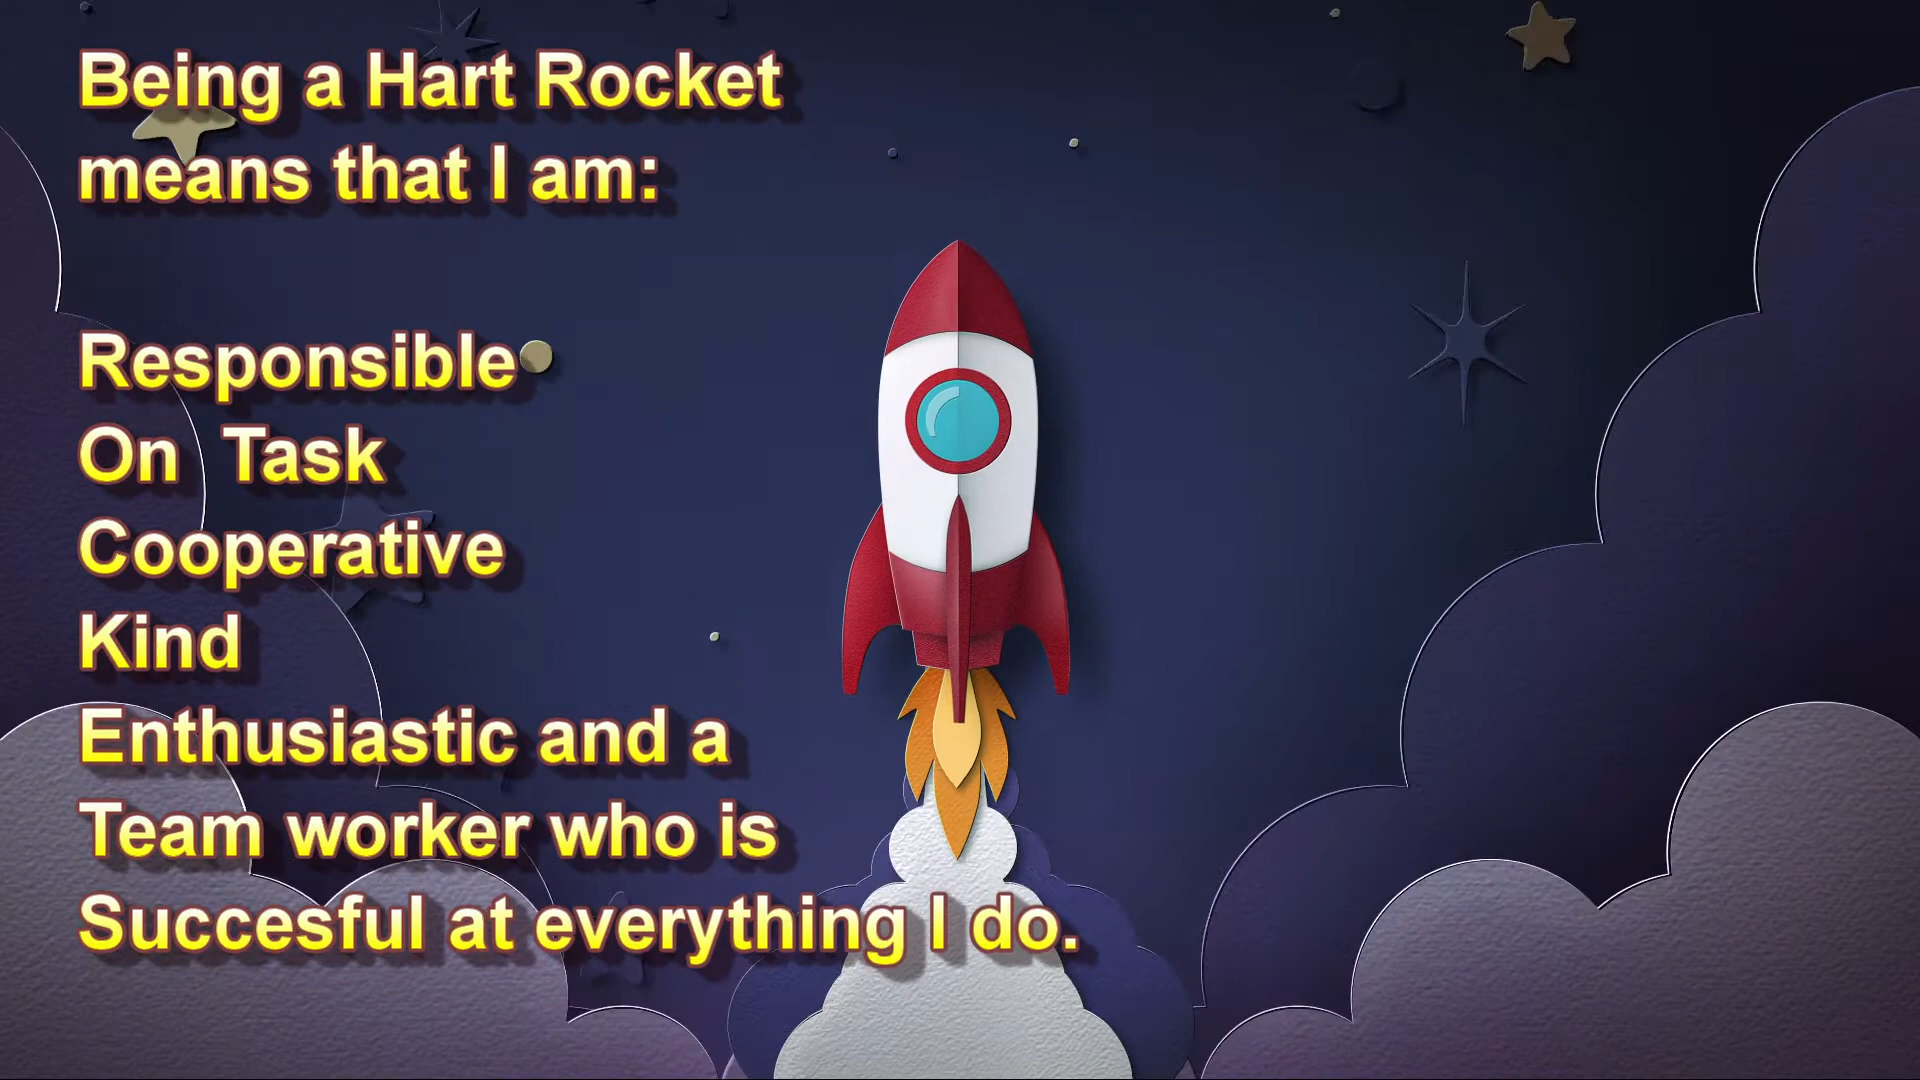 Being a Hart Rocket
means that I am:
Responsible
On Task
Cooperative
Kind
Enthusiastic and a
Team worker who is
Succesful at everything I do.